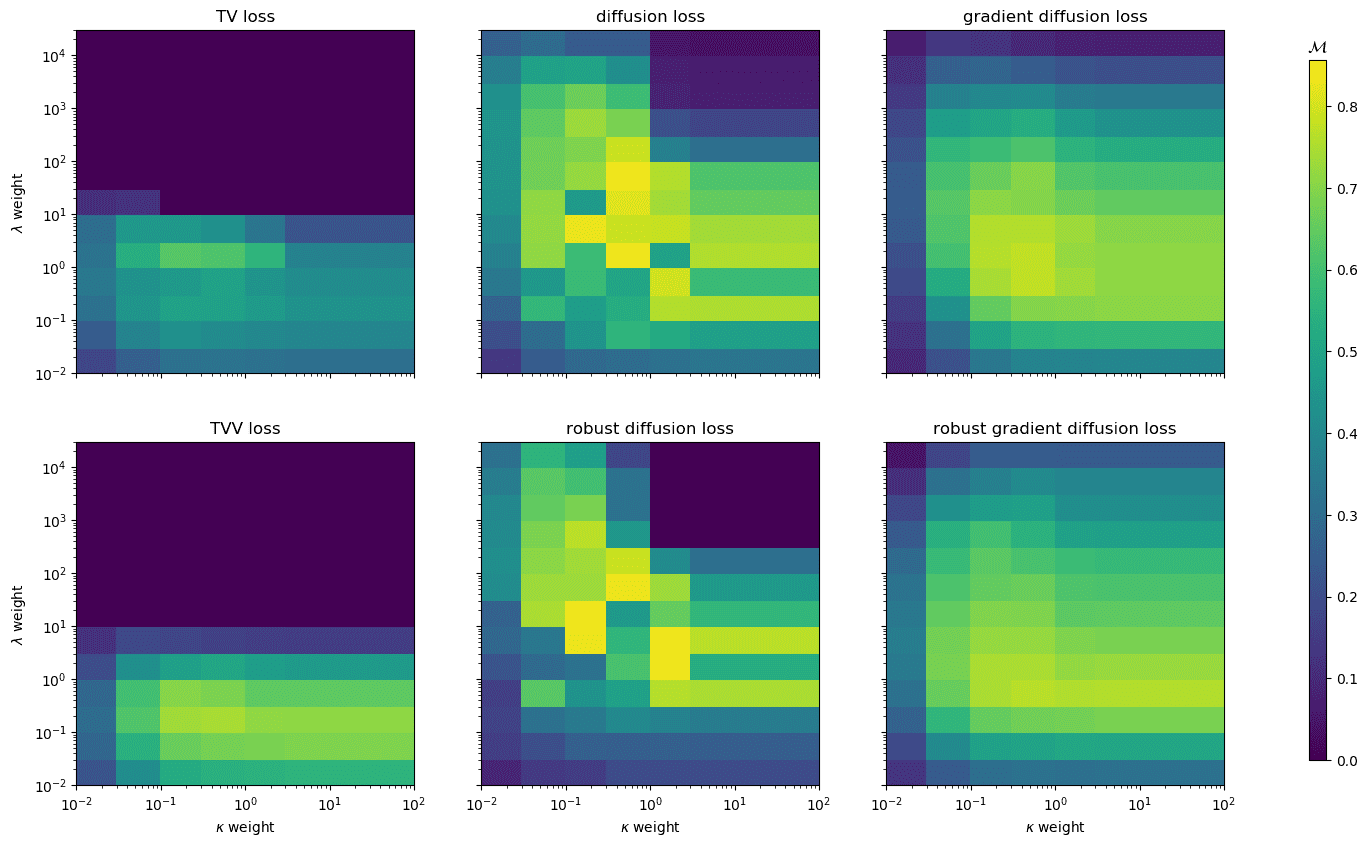 TV loss
diffusion loss
gradient diffusion loss
ℳ
10⁴
10³
10²
10¹
10⁰
10⁻¹
10⁻²
λ weight
0.8
0.7
0.6
0.5
0.4
0.3
0.2
0.1
0.0
TVV loss
robust diffusion loss
robust gradient diffusion loss
10⁴
10³
10²
10¹
10⁰
10⁻¹
10⁻²
λ weight
10⁻² 10⁻¹ 10⁰ 10¹ 10²
10⁻² 10⁻¹ 10⁰ 10¹ 10²
10⁻² 10⁻¹ 10⁰ 10¹ 10²
κ weight
κ weight
κ weight